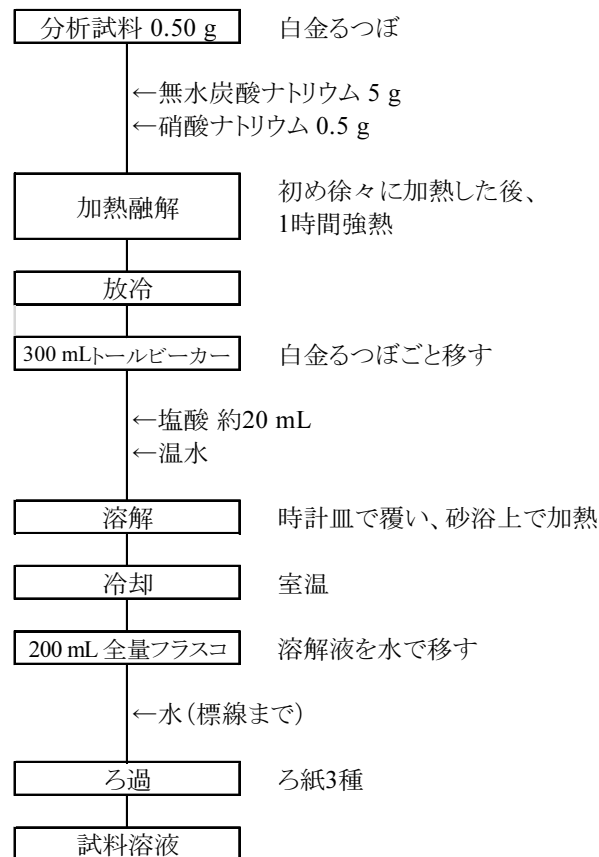 分析試料 0.50 g 白金るつぼ
←無水炭酸ナトリウム 5 g
←硝酸ナトリウム 0.5 g
加熱融解 初め徐々に加熱した後、
1時間強熱
放冷
300 mLトールビーカー 白金るつぼごと移す
←塩酸 約20 mL
←温水
溶解 時計皿で覆い、砂浴上で加熱
冷却 室温
200 mL 全量フラスコ 溶解液を水で移す
←水(標線まで)
ろ過 ろ紙3種
試料溶液